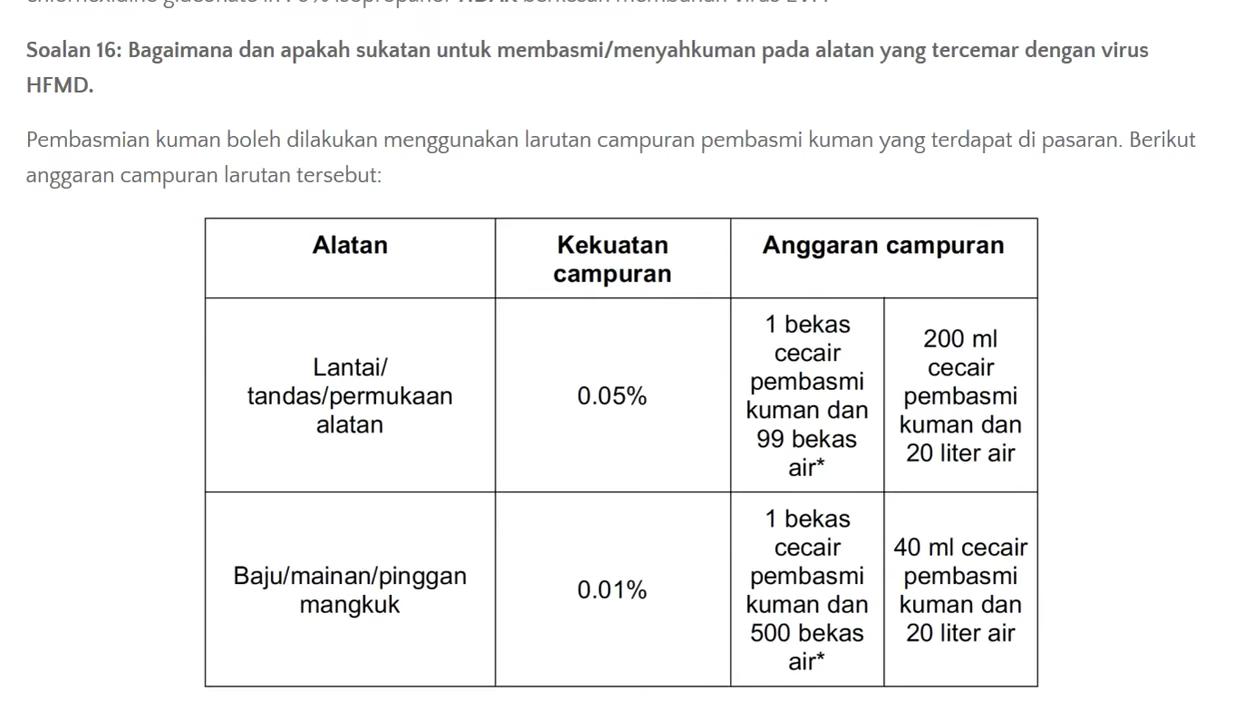 Soalan 16: Bagaimana dan apakah sukatan untuk membasmi/menyahkuman pada alatan yang tercemar dengan virus
HFMD.
Pembasmian kuman boleh dilakukan menggunakan larutan campuran pembasmi kuman yang terdapat di pasaran. Berikut
anggaran campuran larutan tersebut:
Alatan
Kekuatan
campuran
Anggaran campuran
Lantai/
tandas/permukaan
alatan
0.05%
1 bekas
cecair
pembasmi
kuman dan
99 bekas
air*
200 ml
cecair
pembasmi
kuman dan
20 liter air
Baju/mainan/pinggan
mangkuk
0.01%
1 bekas
cecair
pembasmi
kuman dan
500 bekas
air*
40 ml cecair
pembasmi
kuman dan
20 liter air